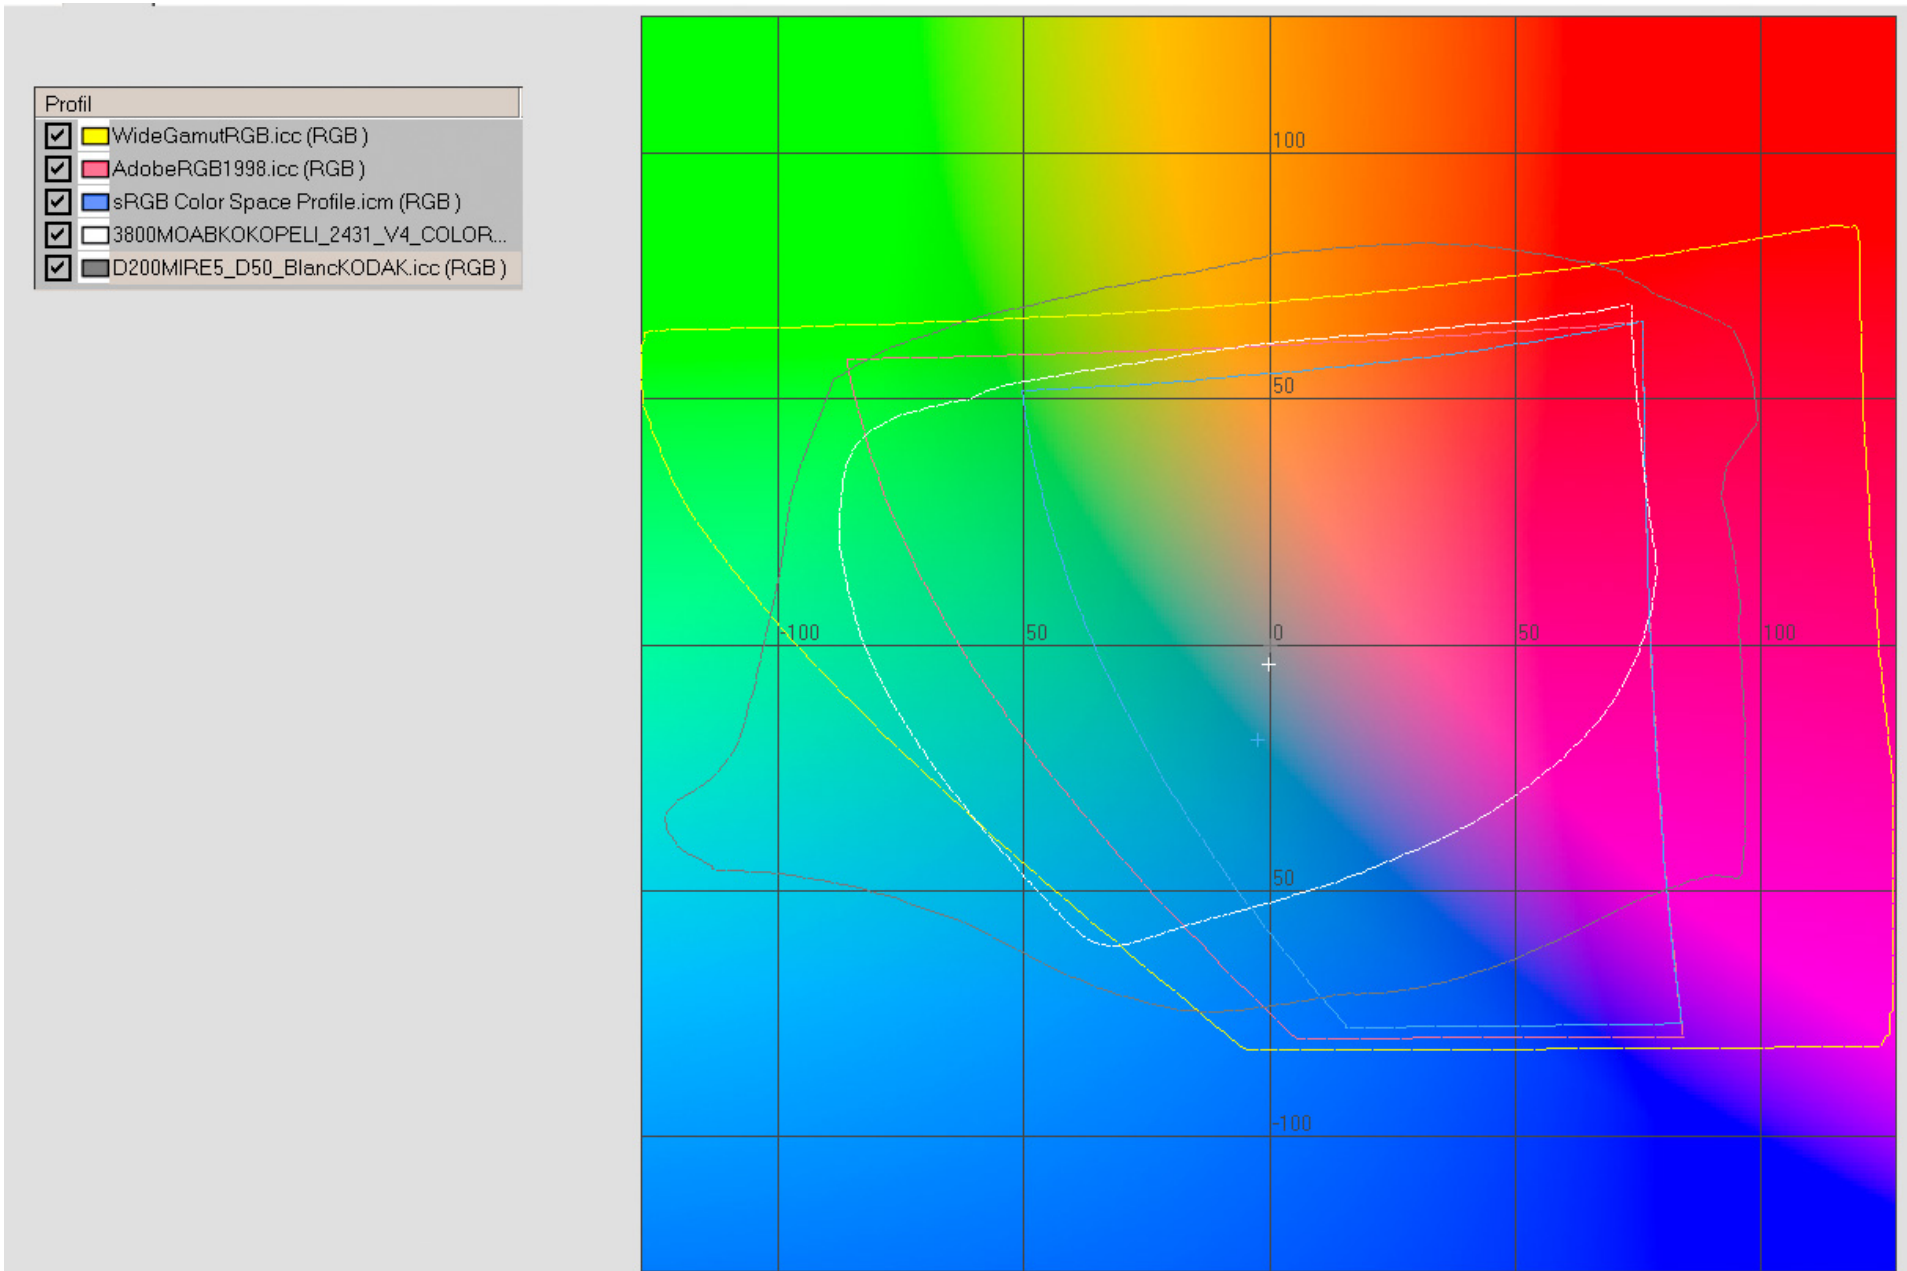 Profil
WideGamutRGB.icc (RGB )
AdobeRGB1998.icc (RGB )
sRGB Color Space Profile.icm (RGB )
3800MOABKOKOPELI_2431_V4_COLOR...
D200MIRE5_D50_BlancKODAK.icc (RGB )
100
50
-100 50 0 50 100
50
-100